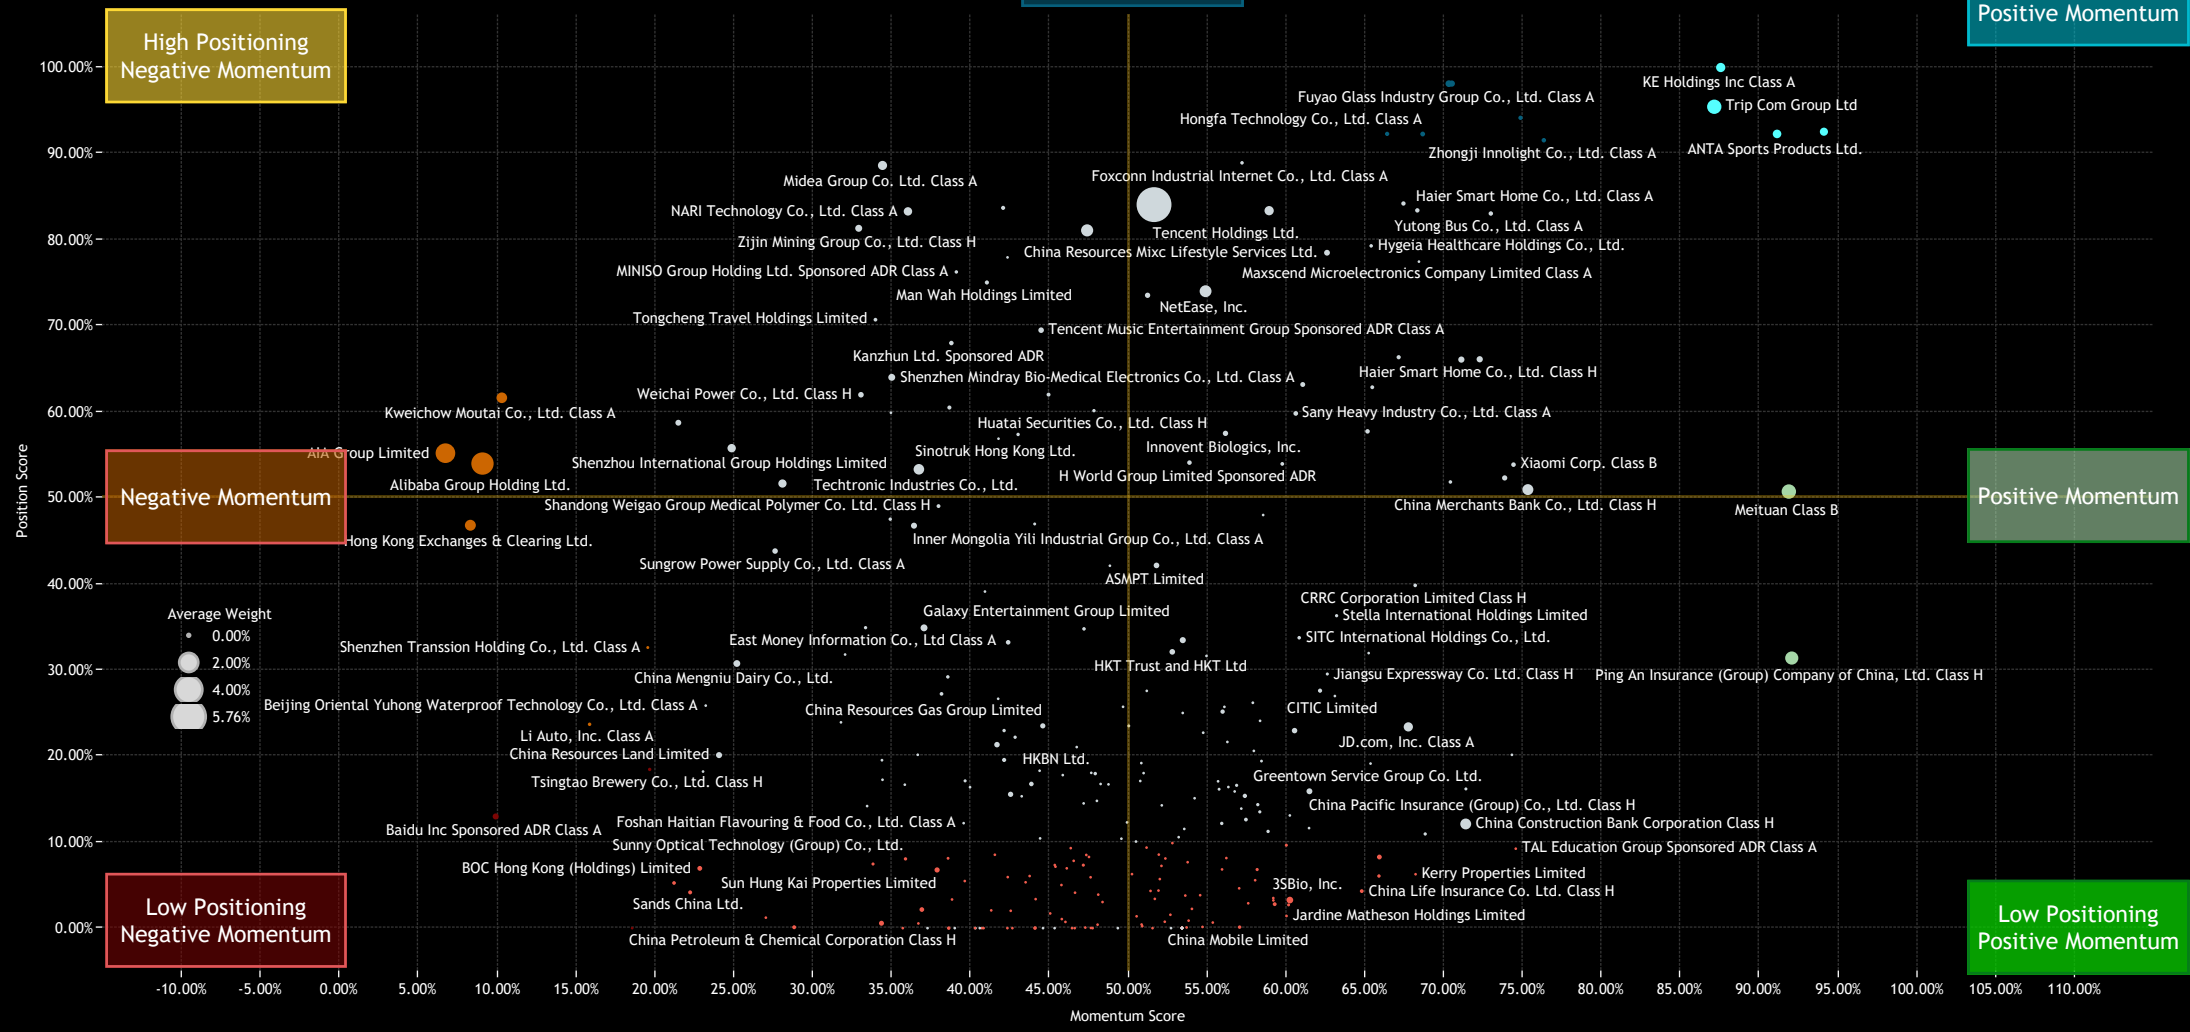 High Positioning
Negative Momentum
Positive Momentum
100.00%
90.00%
80.00%
70.00%
60.00%
50.00%
40.00%
30.00%
20.00%
10.00%
0.00%
Position Score
KE Holdings Inc Class A
Fuyao Glass Industry Group Co., Ltd. Class A
Trip Com Group Ltd
Hongfa Technology Co., Ltd. Class A
ANTA Sports Products Ltd.
Zhongji Innolight Co., Ltd. Class A
Foxconn Industrial Internet Co., Ltd. Class A
Midea Group Co. Ltd. Class A
Haier Smart Home Co., Ltd. Class A
NARI Technology Co., Ltd. Class A
Yutong Bus Co., Ltd. Class A
Tencent Holdings Ltd.
Zijin Mining Group Co., Ltd. Class H
Hygeia Healthcare Holdings Co., Ltd.
China Resources Mixc Lifestyle Services Ltd.
MINISO Group Holding Ltd. Sponsored ADR Class A
Maxscend Microelectronics Company Limited Class A
Man Wah Holdings Limited
NetEase, Inc.
Tongcheng Travel Holdings Limited
Tencent Music Entertainment Group Sponsored ADR Class A
Kanzhun Ltd. Sponsored ADR
Haier Smart Home Co., Ltd. Class H
Shenzhen Mindray Bio-Medical Electronics Co., Ltd. Class A
Weichai Power Co., Ltd. Class H
Kweichow Moutai Co., Ltd. Class A
Sany Heavy Industry Co., Ltd. Class A
Huatai Securities Co., Ltd. Class H
Innovent Biologics, Inc.
Sinotruk Hong Kong Ltd.
AIA Group Limited
Shenzhou International Group Holdings Limited
Xiaomi Corp. Class B
H World Group Limited Sponsored ADR
Alibaba Group Holding Ltd.
Techtronic Industries Co., Ltd.
Negative Momentum
Positive Momentum
Shandong Weigao Group Medical Polymer Co. Ltd. Class H
China Merchants Bank Co., Ltd. Class H
Meituan Class B
Hong Kong Exchanges & Clearing Ltd.
Inner Mongolia Yili Industrial Group Co., Ltd. Class A
Sungrow Power Supply Co., Ltd. Class A
ASMPT Limited
CRRC Corporation Limited Class H
Galaxy Entertainment Group Limited
Stella International Holdings Limited
Average Weight
0.00%
2.00%
4.00%
5.76%
East Money Information Co., Ltd Class A
SITC International Holdings Co., Ltd.
Shenzhen Transsion Holding Co., Ltd. Class A
HKT Trust and HKT Ltd
China Mengniu Dairy Co., Ltd.
Jiangsu Expressway Co. Ltd. Class H
Ping An Insurance (Group) Company of China, Ltd. Class H
Beijing Oriental Yuhong Waterproof Technology Co., Ltd. Class A
China Resources Gas Group Limited
CITIC Limited
Li Auto, Inc. Class A
JD.com, Inc. Class A
China Resources Land Limited
HKBN Ltd.
Tsingtao Brewery Co., Ltd. Class H
Greentown Service Group Co. Ltd.
China Pacific Insurance (Group) Co., Ltd. Class H
Foshan Haitian Flavouring & Food Co., Ltd. Class A
China Construction Bank Corporation Class H
Baidu Inc Sponsored ADR Class A
Sunny Optical Technology (Group) Co., Ltd.
TAL Education Group Sponsored ADR Class A
BOC Hong Kong (Holdings) Limited
Kerry Properties Limited
Sun Hung Kai Properties Limited
3SBio, Inc.
China Life Insurance Co. Ltd. Class H
Sands China Ltd.
Jardine Matheson Holdings Limited
China Petroleum & Chemical Corporation Class H
China Mobile Limited
Low Positioning
Negative Momentum
Low Positioning
Positive Momentum
-10.00%
-5.00%
0.00%
5.00%
10.00%
15.00%
20.00%
25.00%
30.00%
35.00%
40.00%
45.00%
50.00%
55.00%
60.00%
65.00%
70.00%
75.00%
80.00%
85.00%
90.00%
95.00%
100.00%
105.00%
110.00%
Momentum Score